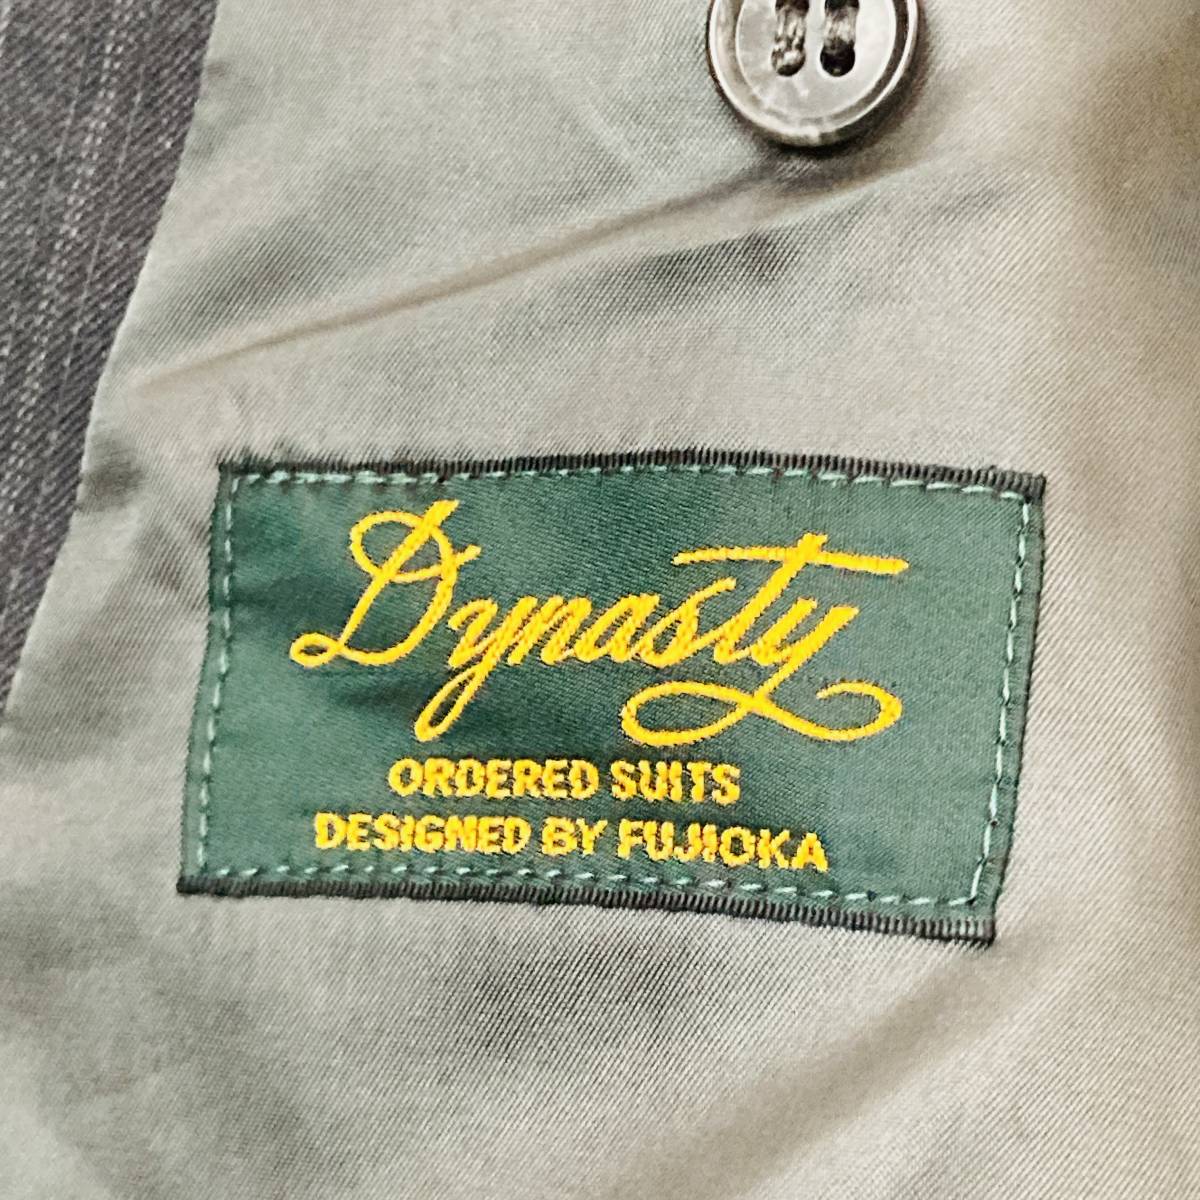 Dynasty
ORDERED SUITS
DESIGNED BY FUJIOKA